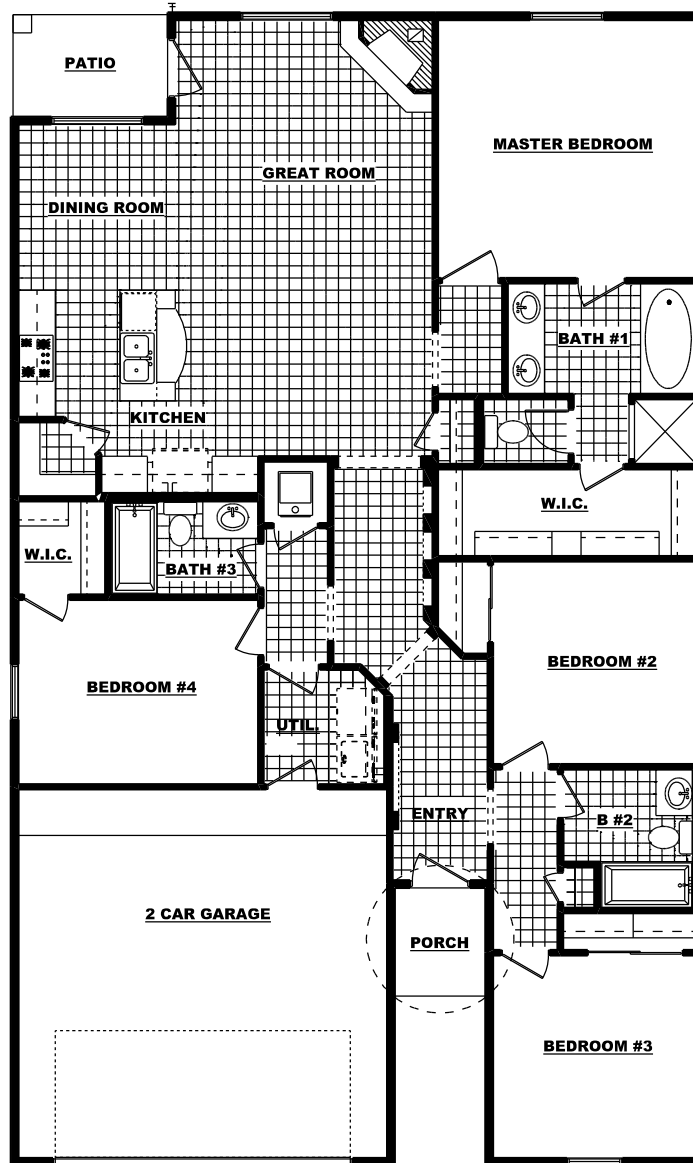 PATIO
MASTER BEDROOM
GREAT ROOM
DINING ROOM
BATH #1
KITCHEN
W.I.C.
W.I.C.
BATH #3
BEDROOM #2
BEDROOM #4
UTIL.
ENTRY
B #2
2 CAR GARAGE
PORCH
BEDROOM #3